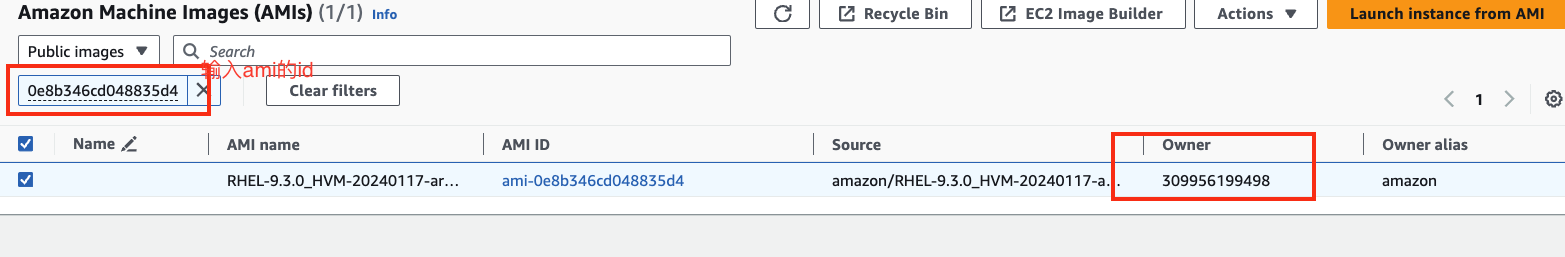 Amazon Machine Images (AMIs) (1/1) Info
Recycle Bin
EC2 Image Builder
Actions
Launch instance from AMI
Public images
Search
输入ami的id
0e8b346cd048835d4
Clear filters
1
Name
AMI name
AMI ID
Source
Owner
Owner alias
RHEL-9.3.0_HVM-20240117-ar…
ami-0e8b346cd048835d4
amazon/RHEL-9.3.0_HVM-20240117-a…
309956199498
amazon